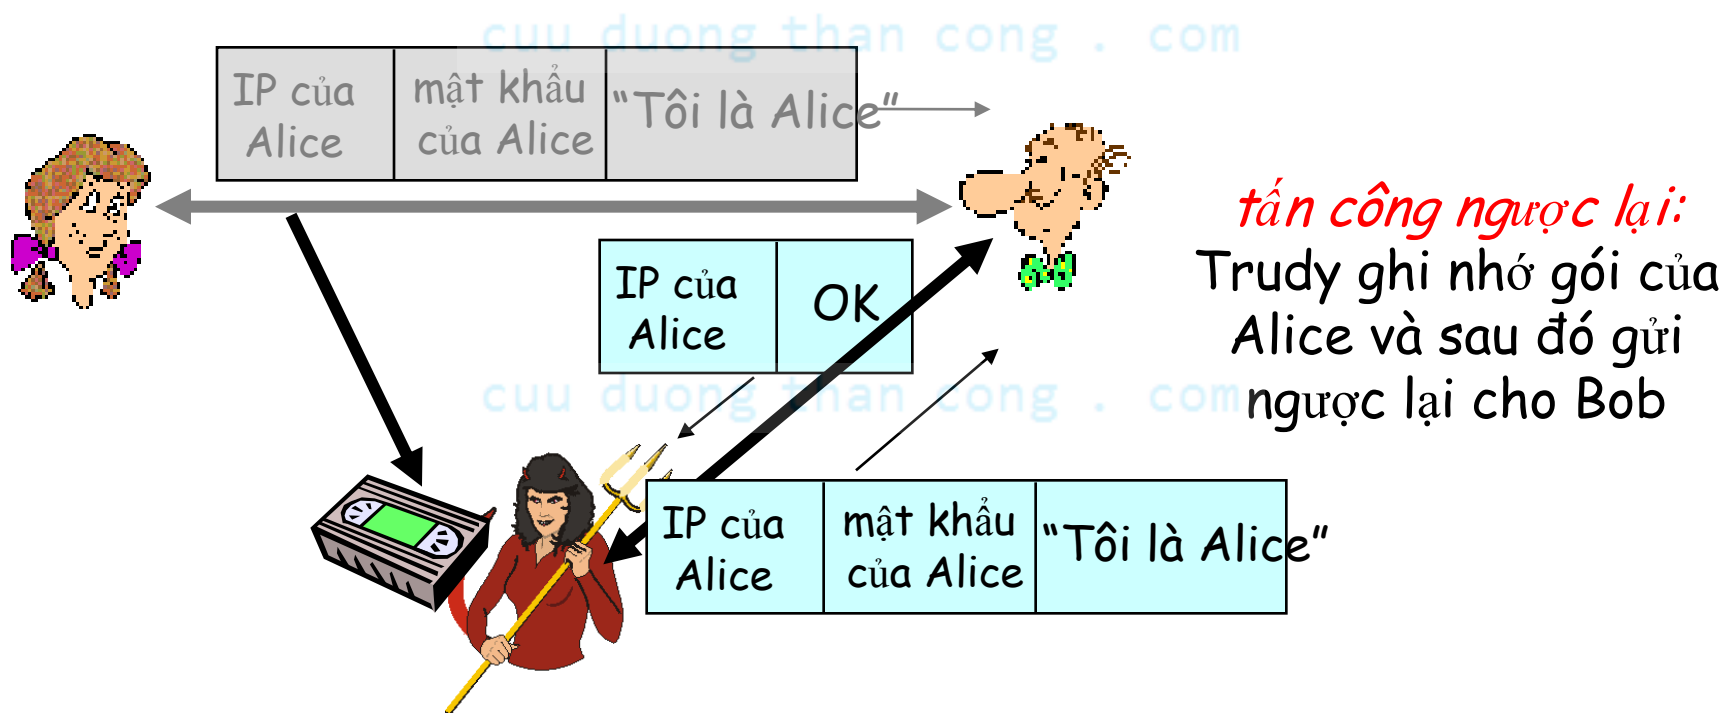 cuu duong than cong . com
IP của
Alice
mật khẩu
của Alice
“Tôi là Alice”
tấn công ngược lại:
Trudy ghi nhớ gói của
Alice và sau đó gửi
ngược lại cho Bob
IP của
Alice
OK
cuu duong than cong . com
IP của
Alice
mật khẩu
của Alice
“Tôi là Alice”